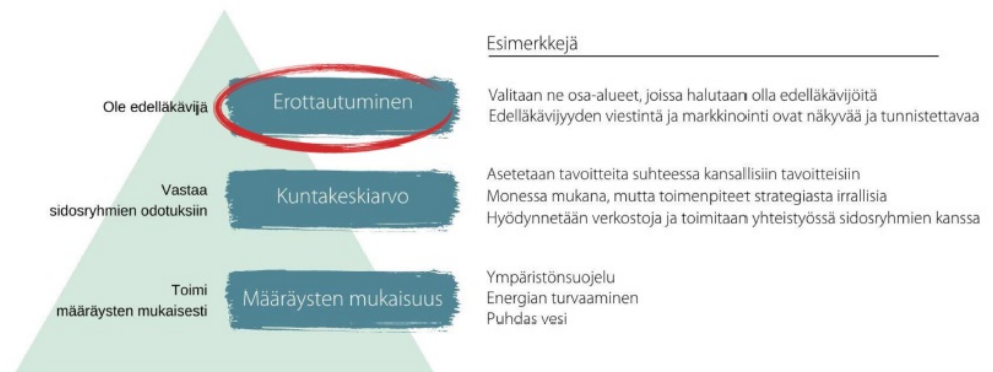 Esimerkkejä
Ole edelläkävijä
Erottautuminen
Valitaan ne osa-alueet, joissa halutaan olla edelläkävijöitä
Edelläkävijyyden viestintä ja markkinointi ovat näkyvää ja tunnistettavaa
Vastaa
sidosryhmien odotuksiin
Kuntakeskiarvo
Asetetaan tavoitteita suhteessa kansallisiin tavoitteisiin
Monessa mukana, mutta toimenpiteet strategiasta irrallisia
Hyödynnetään verkostoja ja toimitaan yhteistyössä sidosryhmien kanssa
Toimi
määräysten mukaisesti
Määräysten mukaisuus
Ympäristönsuojelu
Energian turvaaminen
Puhdas vesi